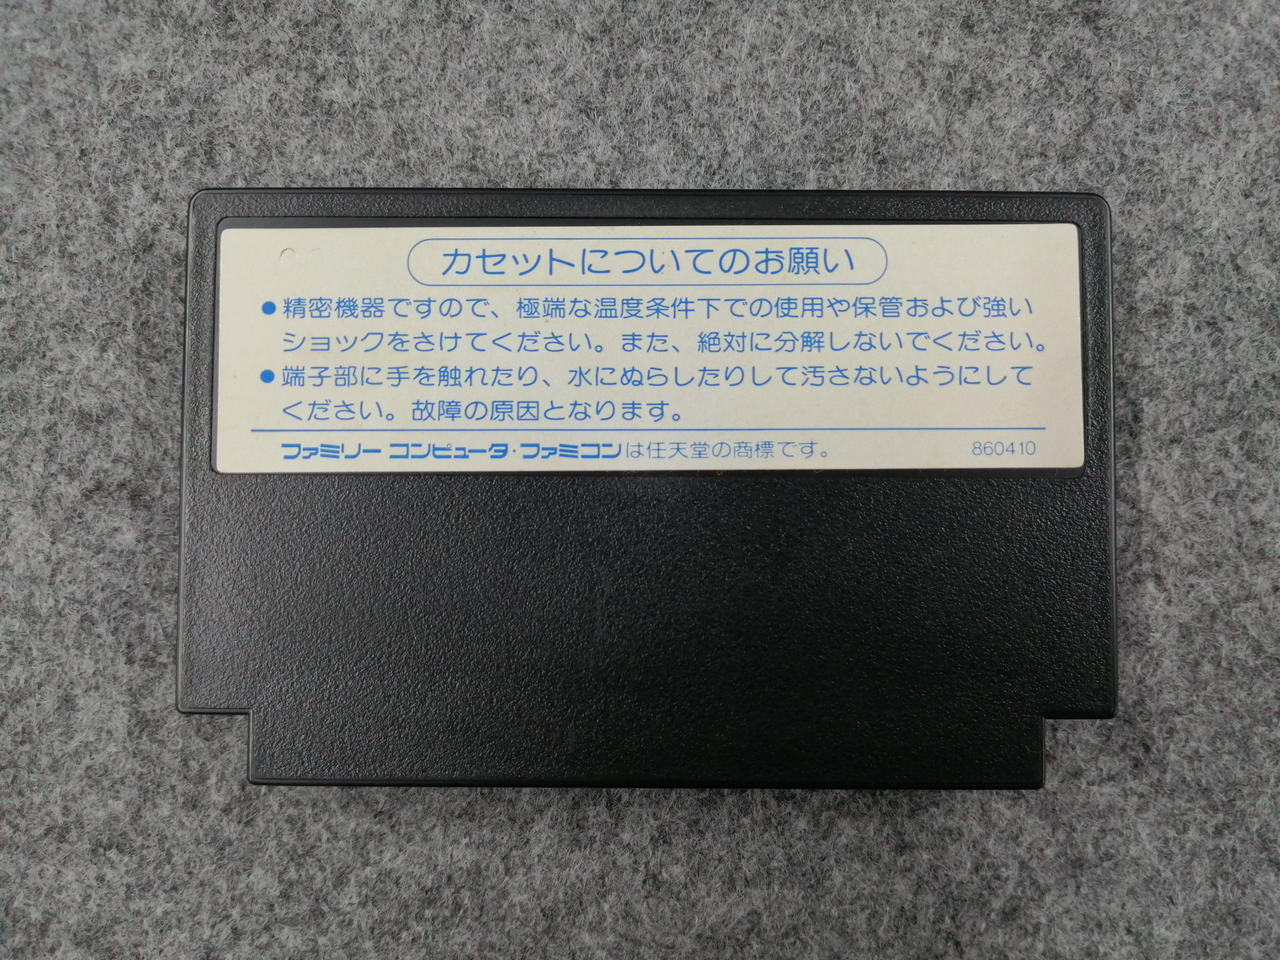 カセットについてのお願い
●精密機器ですので、極端な温度条件下での使用や保管および強い
ショックをさけてください。また、絶対に分解しないでください。
●端子部に手を触れたり、水にぬらしたりして汚さないようにして
ください。故障の原因となります。
ファミリー コンピュータ・ファミコンは任天堂の商標です。 860410